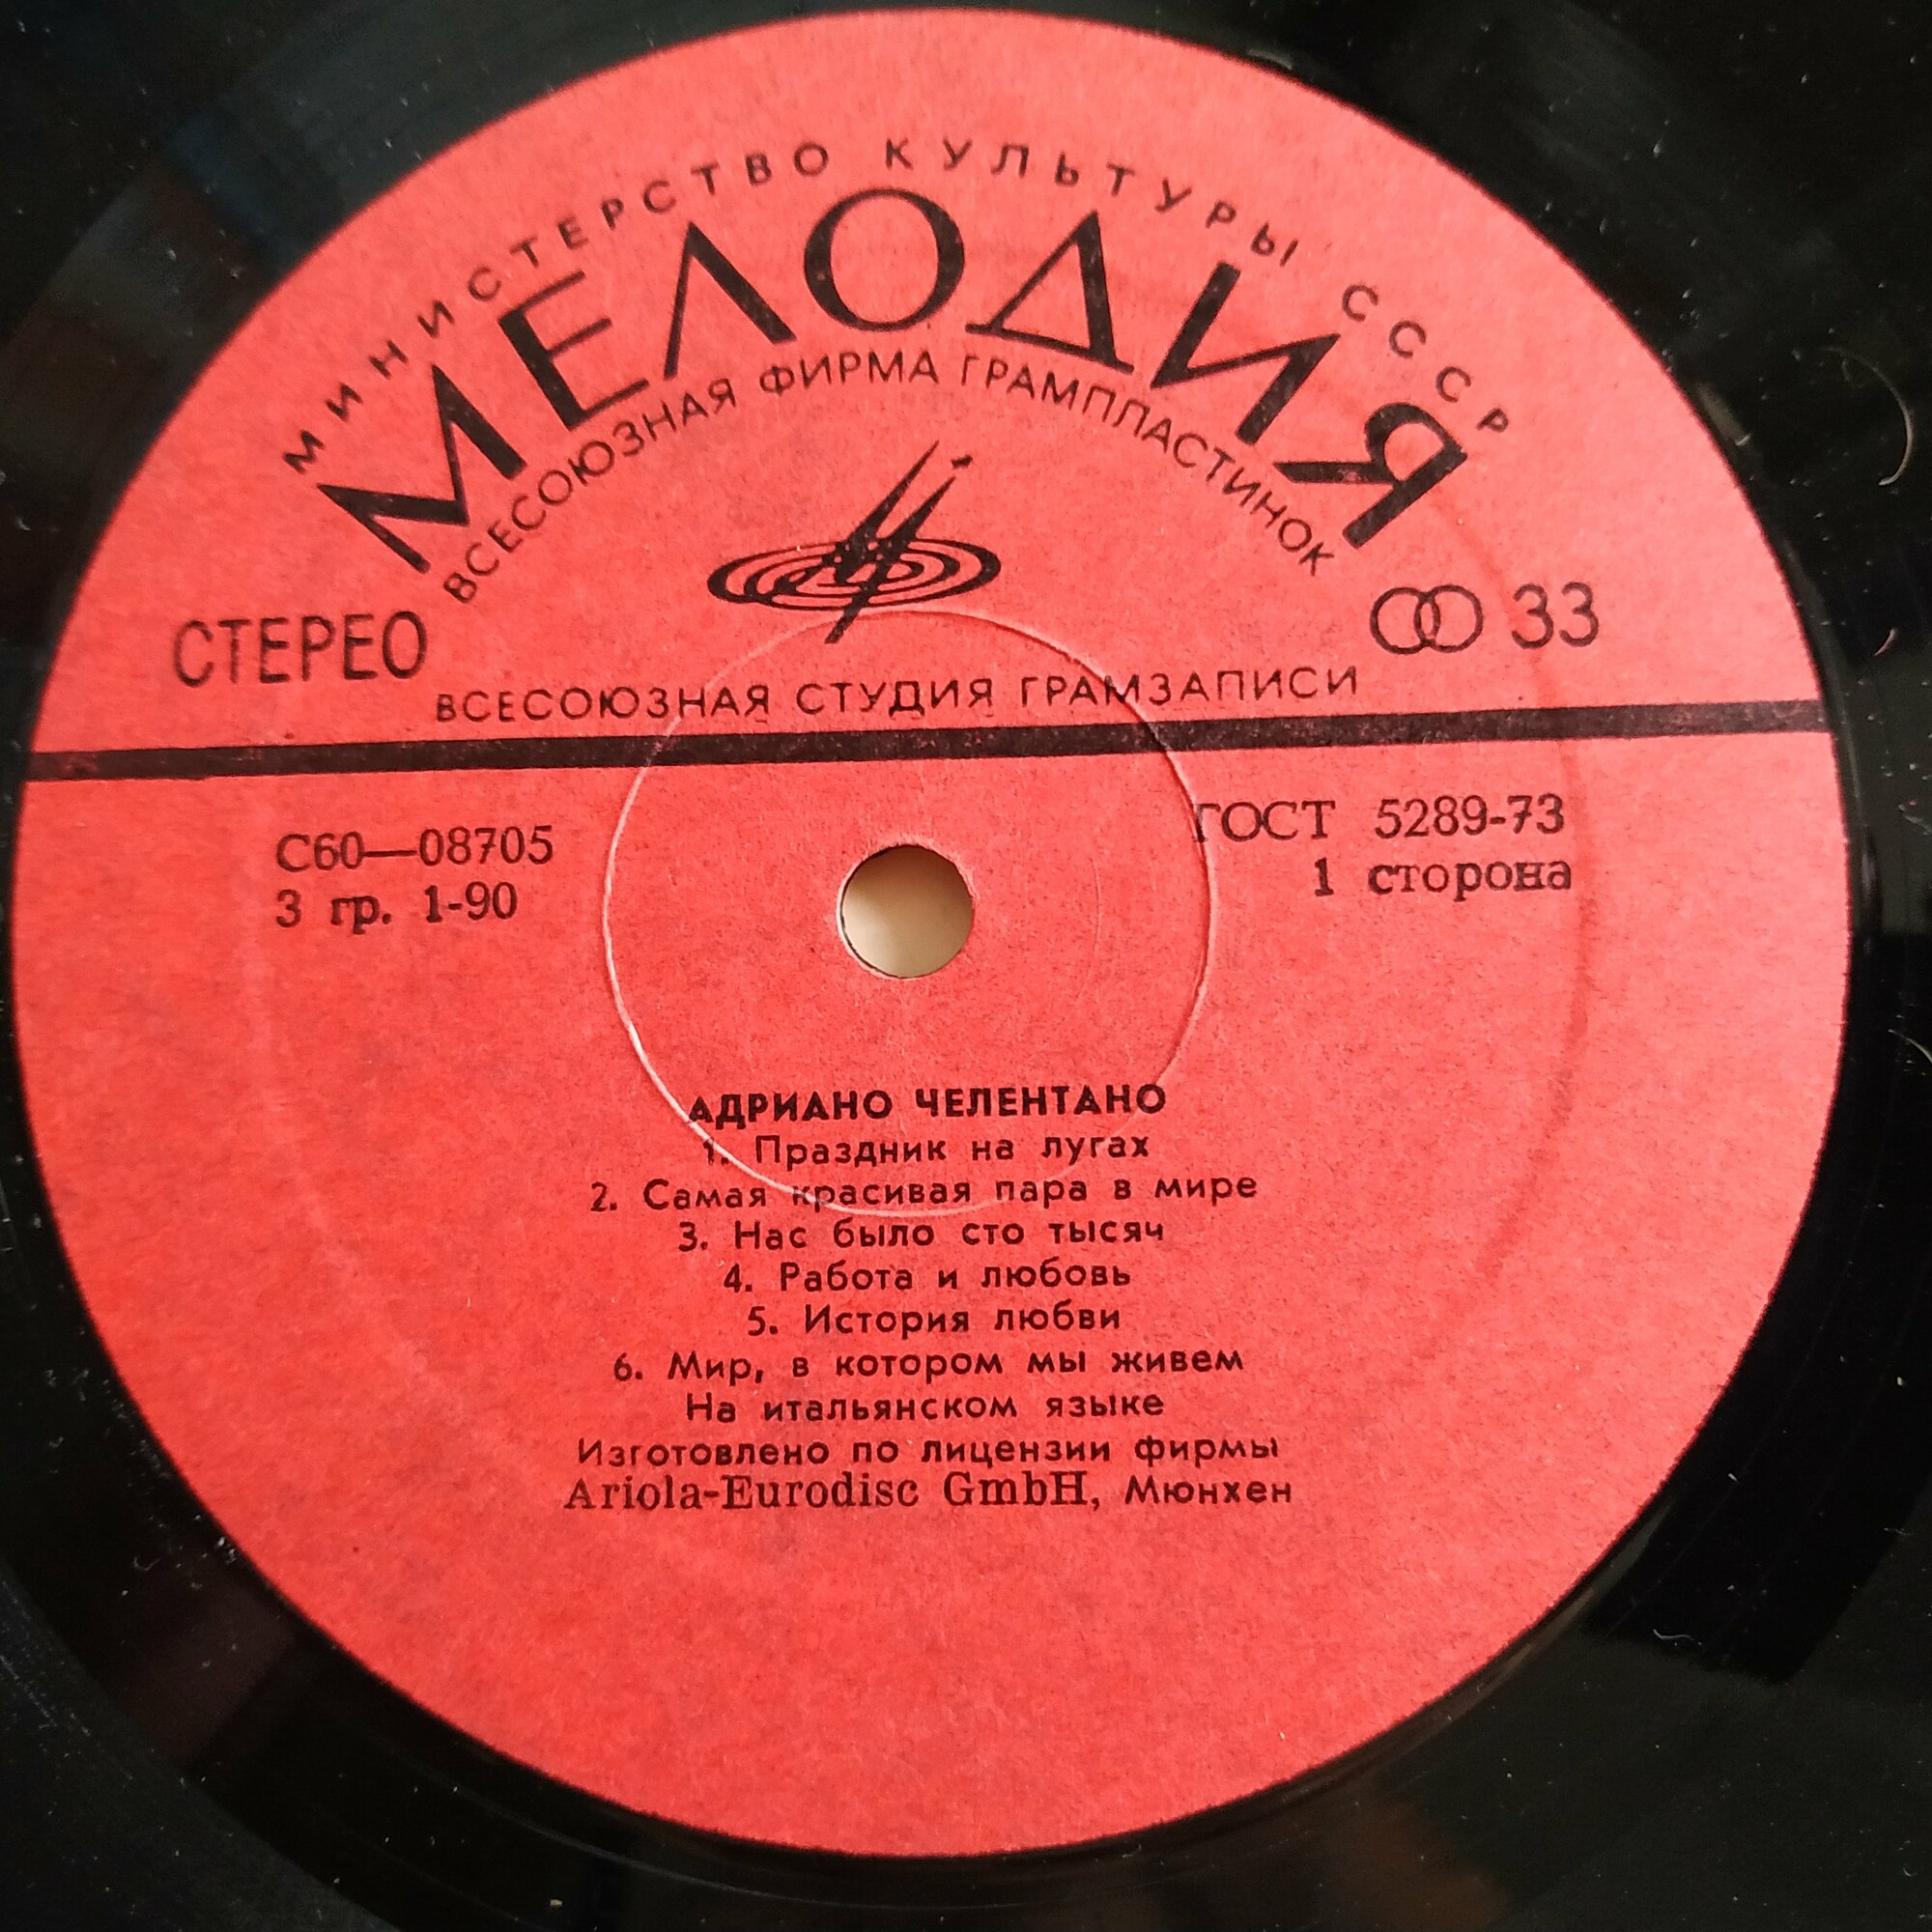 МИНИСТЕРСТВО КУЛЬТУРЫ СССР
МЕЛОДИЯ
ВСЕСОЮЗНАЯ ФИРМА ГРАМПЛАСТИНОК
СТЕРЕО
33
ВСЕСОЮЗНАЯ СТУДИЯ ГРАМЗАПИСИ
С60—08705
3 гр. 1-90
ГОСТ 5289-73
1 сторона
АДРИАНО ЧЕЛЕНТАНО
1. Праздник на лугах
2. Самая красивая пара в мире
3. Нас было сто тысяч
4. Работа и любовь
5. История любви
6. Мир, в котором мы живем
На итальянском языке
Изготовлено по лицензии фирмы
Ariola-Eurodisc GmbH, Мюнхен